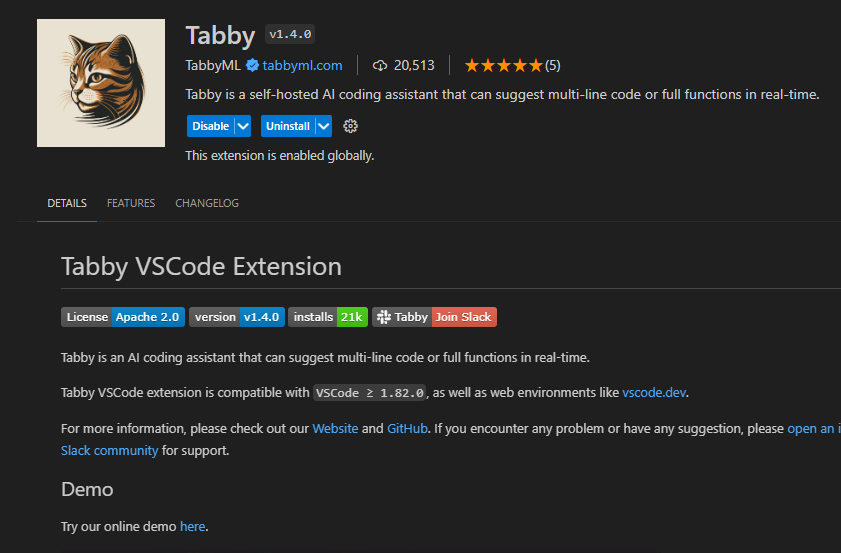 Tabby v1.4.0
TabbyML tabbyml.com 20,513 (5)
Tabby is a self-hosted AI coding assistant that can suggest multi-line code or full functions in real-time.
Disable Uninstall
This extension is enabled globally.
DETAILS FEATURES CHANGELOG
Tabby VSCode Extension
License Apache 2.0 version v1.4.0 installs 21k Tabby Join Slack
Tabby is an AI coding assistant that can suggest multi-line code or full functions in real-time.
Tabby VSCode extension is compatible with VSCode ≥ 1.82.0, as well as web environments like vscode.dev.
For more information, please check out our Website and GitHub. If you encounter any problem or have any suggestion, please open an i
Slack community for support.
Demo
Try our online demo here.